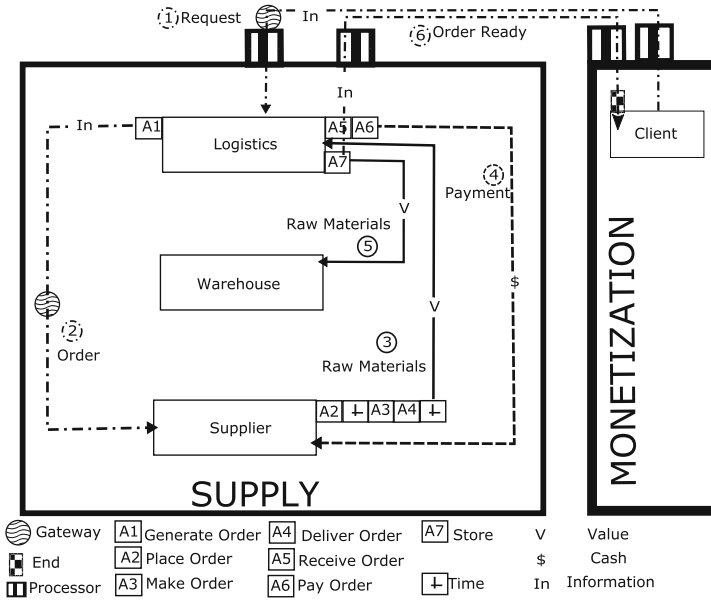 1 Request
In
6 Order Ready
In
In
A1
Logistics
A5
A6
A7
Client
4
Payment
V
Raw Materials
5
Warehouse
$
V
2
Order
3
Raw Materials
Supplier
A2
A3
A4
MONETIZATION
SUPPLY
Gateway
A1 Generate Order
A4 Deliver Order
A7 Store
V Value
End
A2 Place Order
A5 Receive Order
$ Cash
Processor
A3 Make Order
A6 Pay Order
Time
In Information